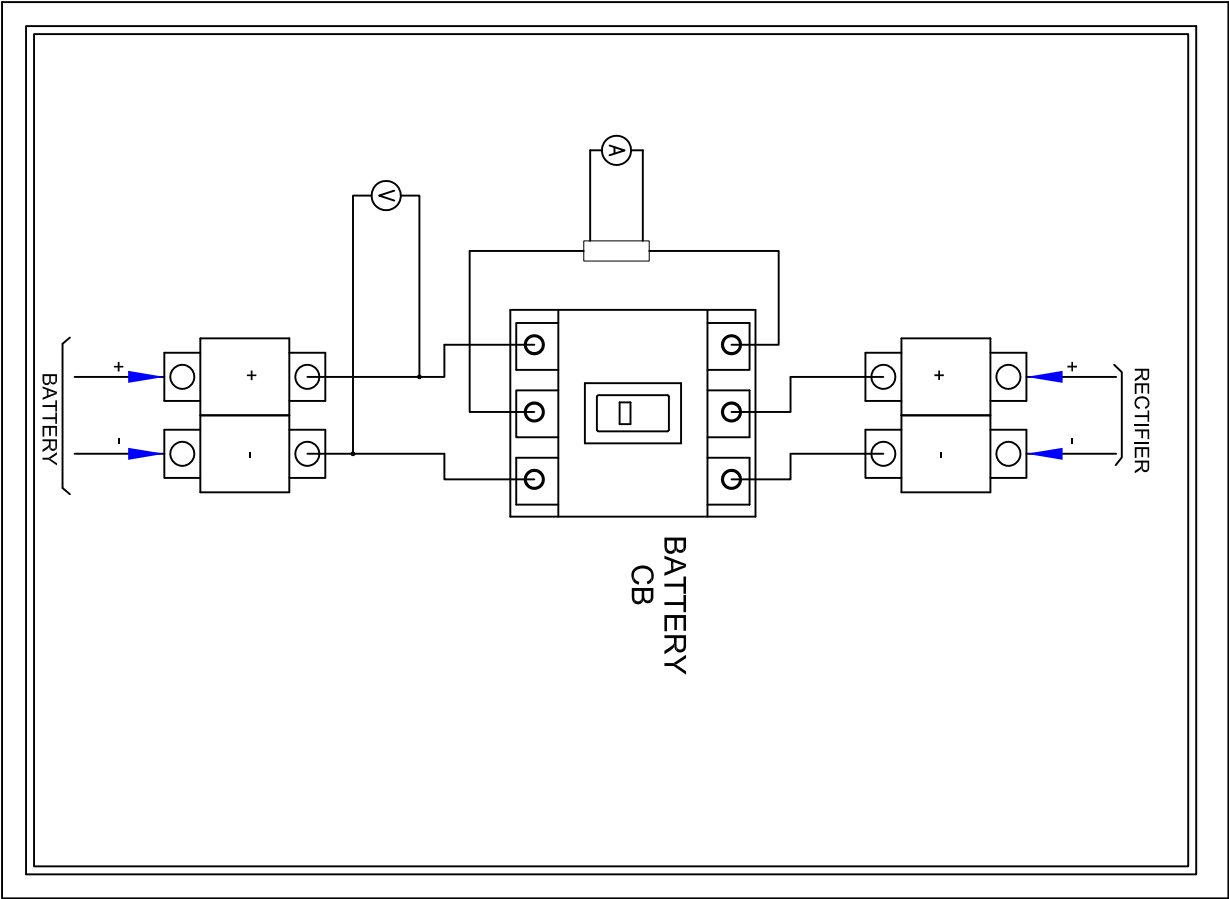 RECTIFIER
+
-
+
-
A
BATTERY
CB
V
+
-
+
-
BATTERY